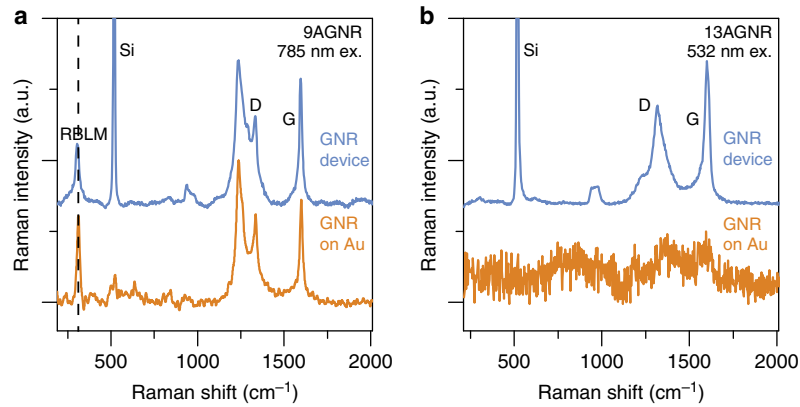 a
9AGNR
785 nm ex.
Si
RBLM
D
G
GNR
device
GNR
on Au
Raman intensity (a.u.)
500
1000
1500
2000
Raman shift (cm⁻¹)
b
13AGNR
532 nm ex.
Si
D
G
GNR
device
GNR
on Au
Raman intensity (a.u.)
500
1000
1500
2000
Raman shift (cm⁻¹)